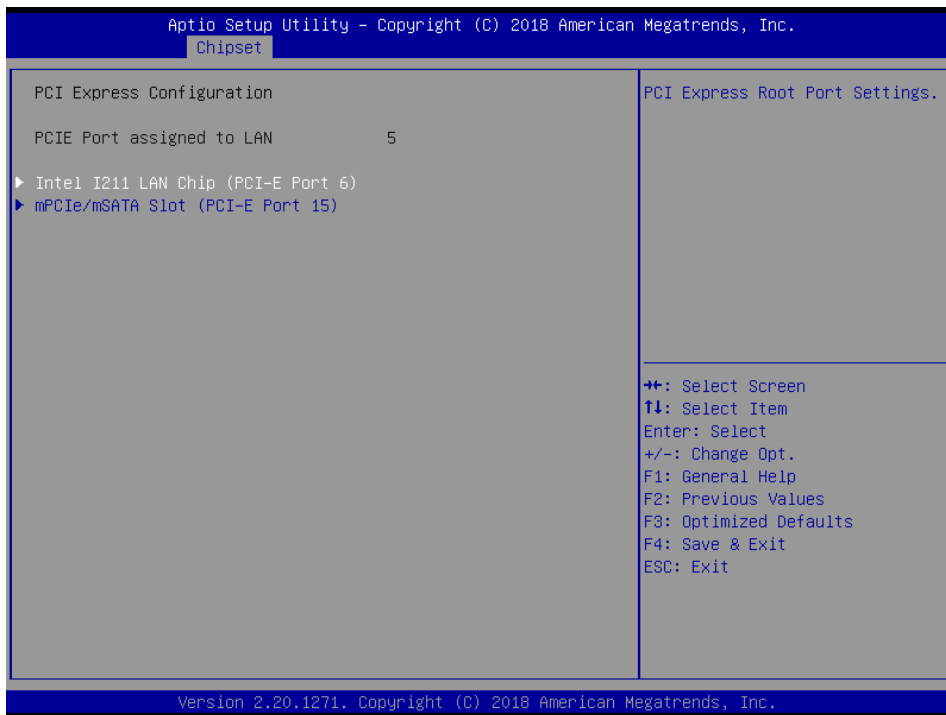 Aptio Setup Utility – Copyright (C) 2018 American Megatrends, Inc.
Chipset
PCI Express Configuration
PCIE Port assigned to LAN 5
▶ Intel I211 LAN Chip (PCI-E Port 6)
▶ mPCIe/mSATA Slot (PCI-E Port 15)
PCI Express Root Port Settings.
→←: Select Screen
↑↓: Select Item
Enter: Select
+/-: Change Opt.
F1: General Help
F2: Previous Values
F3: Optimized Defaults
F4: Save & Exit
ESC: Exit
Version 2.20.1271. Copyright (C) 2018 American Megatrends, Inc.